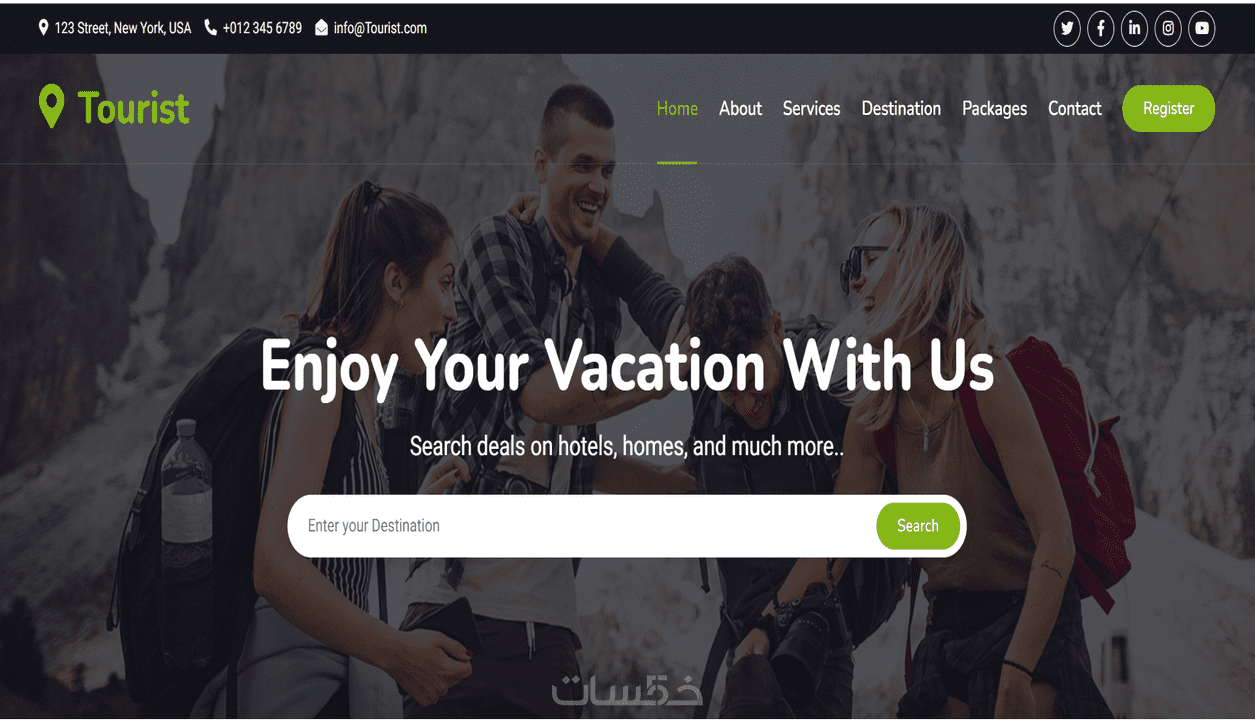 123 Street, New York, USA +012 345 6789 info@Tourist.com
Tourist
Home About Services Destination Packages Contact Register
Enjoy Your Vacation With Us
Search deals on hotels, homes, and much more..
Enter your Destination Search
خ5سات